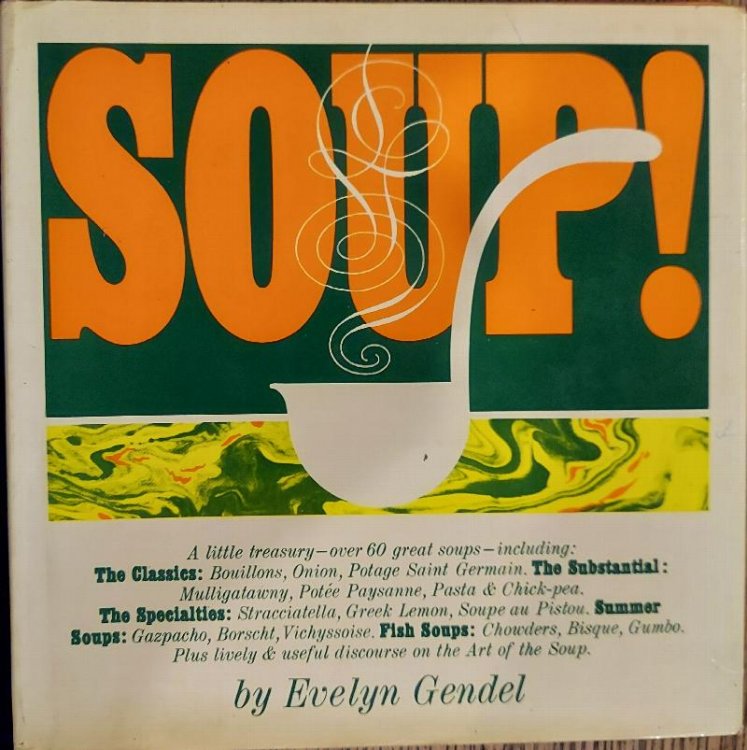 SOUP!
A little treasury—over 60 great soups—including:
The Classics: Bouillons, Onion, Potage Saint Germain. The Substantial:
Mulligatawny, Potée Paysanne, Pasta & Chick-pea.
The Specialties: Stracciatella, Greek Lemon, Soupe au Pistou. Summer
Soups: Gazpacho, Borscht, Vichyssoise. Fish Soups: Chowders, Bisque, Gumbo.
Plus lively & useful discourse on the Art of the Soup.
by Evelyn Gendel